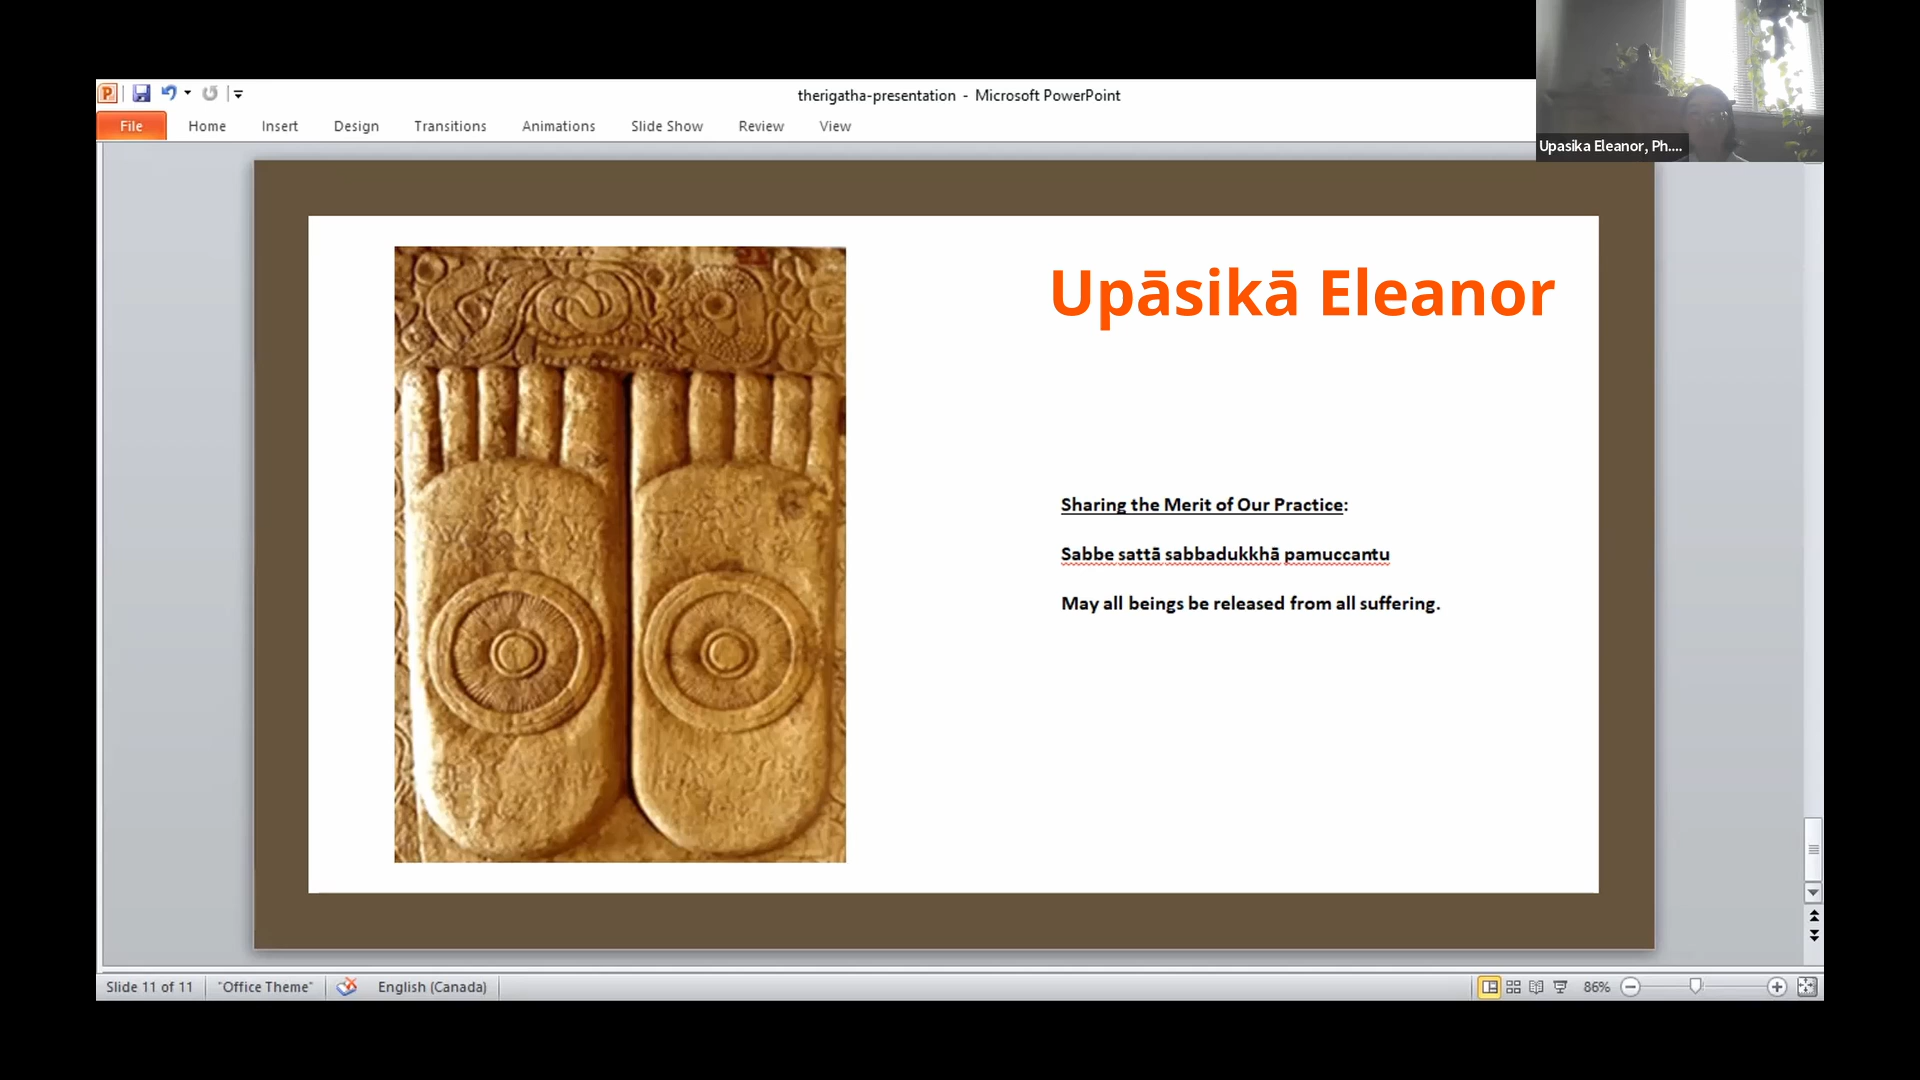 therigatha-presentation - Microsoft PowerPoint
File Home Insert Design Transitions Animations Slide Show Review View
Upasika Eleanor, Ph....
Upāsikā Eleanor
Sharing the Merit of Our Practice:
Sabbe sattā sabbadukkhā pamuccantu
May all beings be released from all suffering.
Slide 11 of 11 "Office Theme" English (Canada) 86%